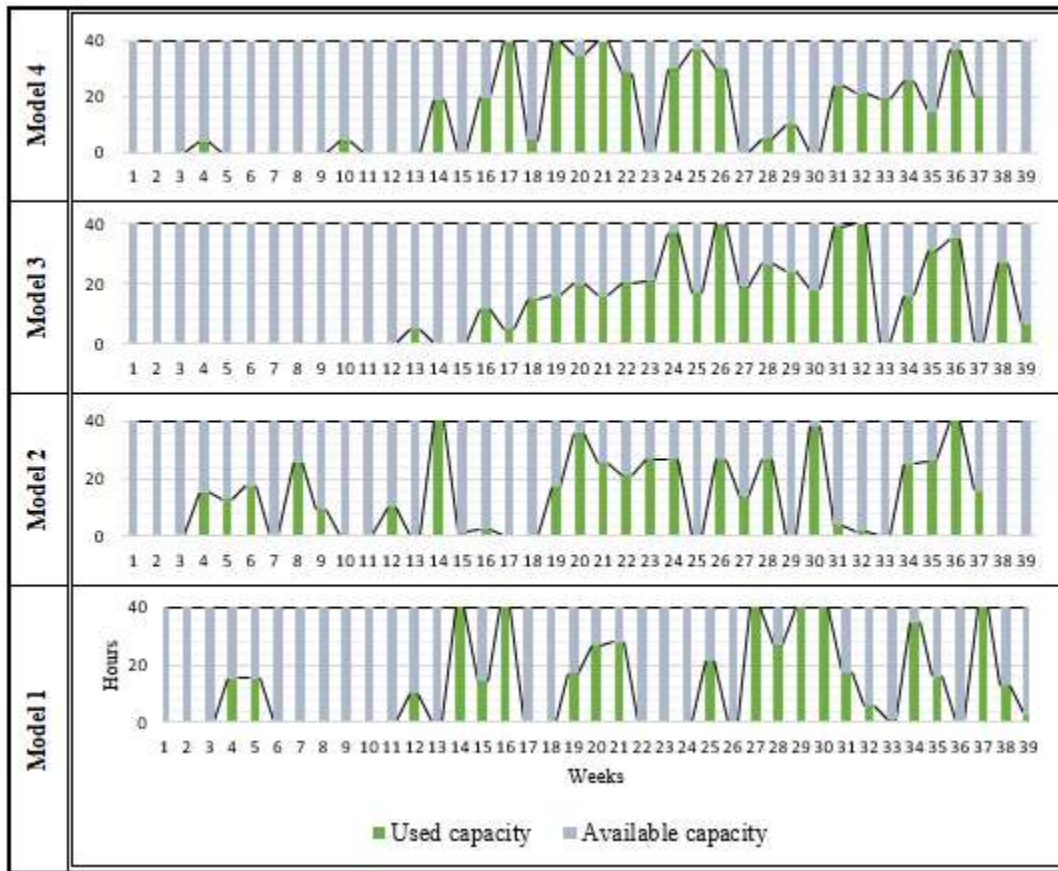 Model 4
40
20
0
1 2 3 4 5 6 7 8 9 10 11 12 13 14 15 16 17 18 19 20 21 22 23 24 25 26 27 28 29 30 31 32 33 34 35 36 37 38 39
Model 3
40
20
0
1 2 3 4 5 6 7 8 9 10 11 12 13 14 15 16 17 18 19 20 21 22 23 24 25 26 27 28 29 30 31 32 33 34 35 36 37 38 39
Model 2
40
20
0
1 2 3 4 5 6 7 8 9 10 11 12 13 14 15 16 17 18 19 20 21 22 23 24 25 26 27 28 29 30 31 32 33 34 35 36 37 38 39
Model 1
Hours
40
20
0
1 2 3 4 5 6 7 8 9 10 11 12 13 14 15 16 17 18 19 20 21 22 23 24 25 26 27 28 29 30 31 32 33 34 35 36 37 38 39
Weeks
Used capacity Available capacity